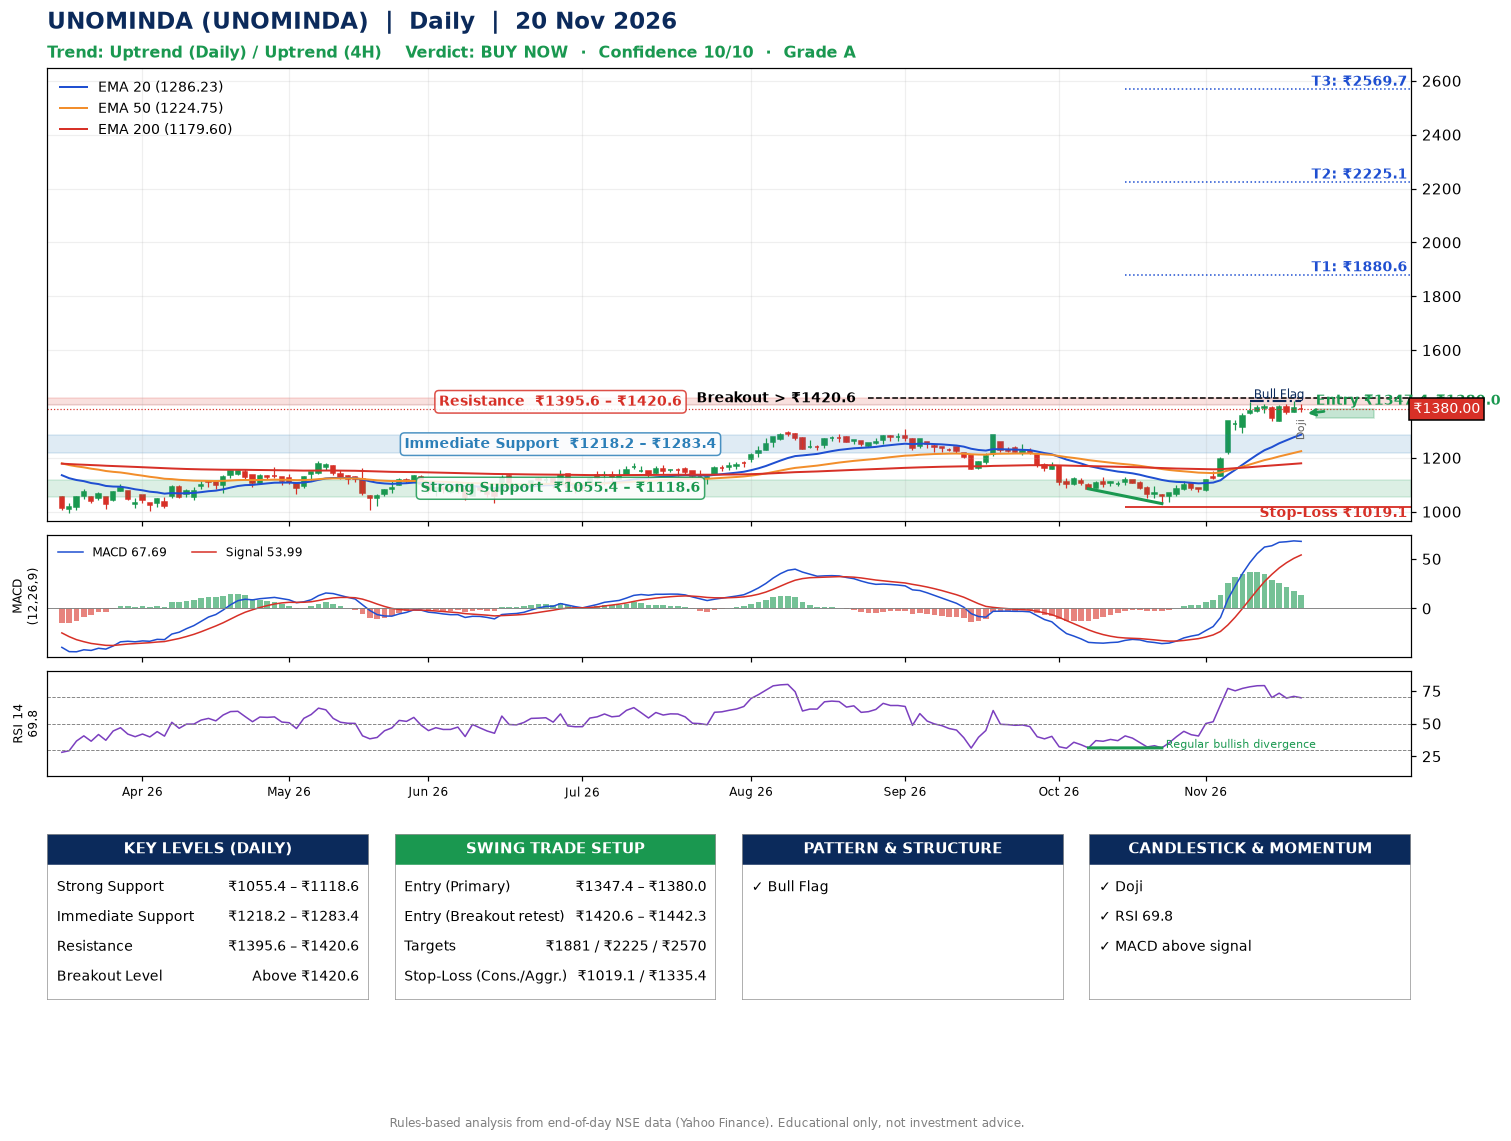 UNOMINDA (UNOMINDA)  |  Daily  |  20 Nov 2026
Trend: Uptrend (Daily) / Uptrend (4H)    Verdict: BUY NOW  ·  Confidence 10/10  ·  Grade A
EMA 20 (1286.23)
EMA 50 (1224.75)
EMA 200 (1179.60)
T3: ₹2569.7
T2: ₹2225.1
T1: ₹1880.6
2600
2400
2200
2000
1800
1600
1200
1000
Bull Flag
Resistance  ₹1395.6 – ₹1420.6
Breakout > ₹1420.6
₹1380.00
Doji
Immediate Support  ₹1218.2 – ₹1283.4
Strong Support  ₹1055.4 – ₹1118.6
Stop-Loss ₹1019.1
MACD 67.69
Signal 53.99
MACD
(12,26,9)
50
0
RSI 14
69.8
75
50
25
Regular bullish divergence
Apr 26
May 26
Jun 26
Jul 26
Aug 26
Sep 26
Oct 26
Nov 26
KEY LEVELS (DAILY)
Strong Support ₹1055.4 – ₹1118.6
Immediate Support ₹1218.2 – ₹1283.4
Resistance ₹1395.6 – ₹1420.6
Breakout Level Above ₹1420.6
SWING TRADE SETUP
Entry (Primary) ₹1347.4 – ₹1380.0
Entry (Breakout retest) ₹1420.6 – ₹1442.3
Targets ₹1881 / ₹2225 / ₹2570
Stop-Loss (Cons./Aggr.) ₹1019.1 / ₹1335.4
PATTERN & STRUCTURE
✓ Bull Flag
CANDLESTICK & MOMENTUM
✓ Doji
✓ RSI 69.8
✓ MACD above signal
Rules-based analysis from end-of-day NSE data (Yahoo Finance). Educational only, not investment advice.